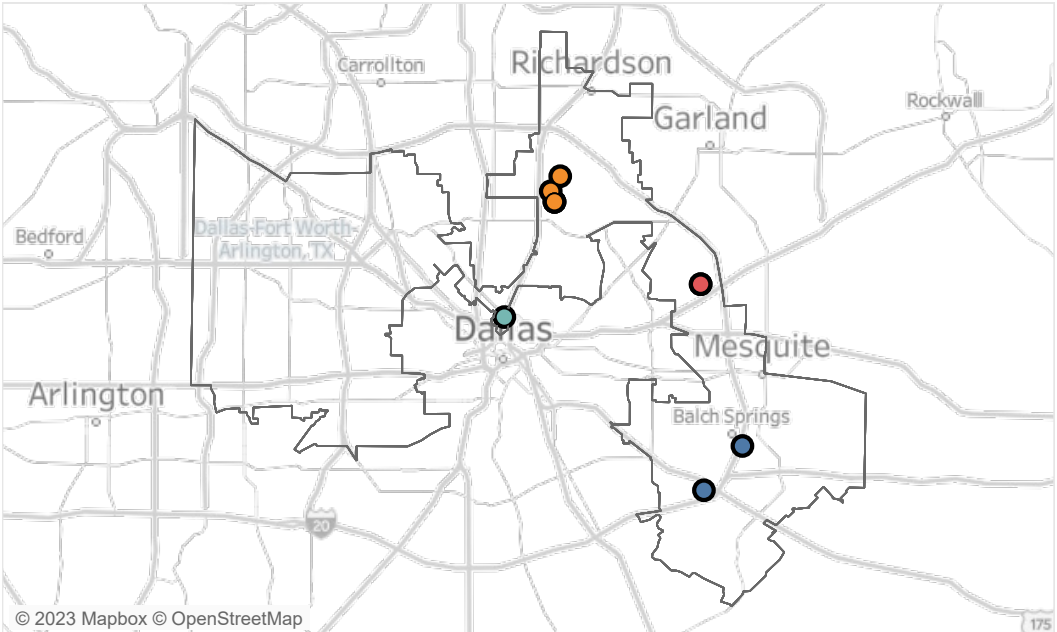 Richardson
Carrollton
Garland
Rockwall
Dallas-Fort Worth-
Arlington, TX
Bedford
Dallas
Mesquite
Arlington
Balch Springs
20
© 2023 Mapbox © OpenStreetMap
175